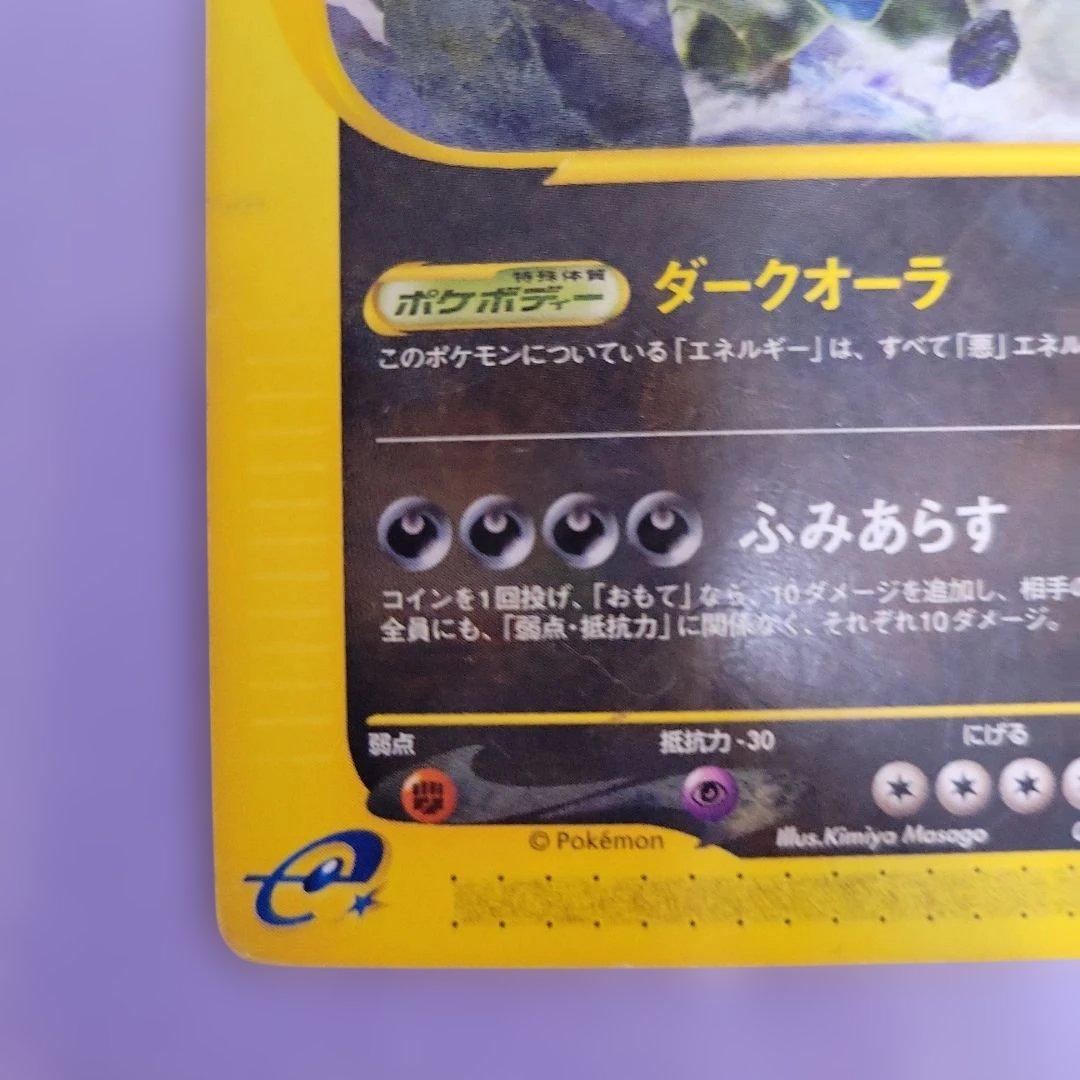 特殊体質
ポケボディー
ダークオーラ
このポケモンについている「エネルギー」は、すべて「悪」エネル
ふみあらす
コインを1回投げ、「おもて」なら、10ダメージを追加し、相手の
全員にも、「弱点・抵抗力」に関係なく、それぞれ10ダメージ。
弱点
抵抗力 -30
にげる
© Pokémon
Illus.Kimiya Masago